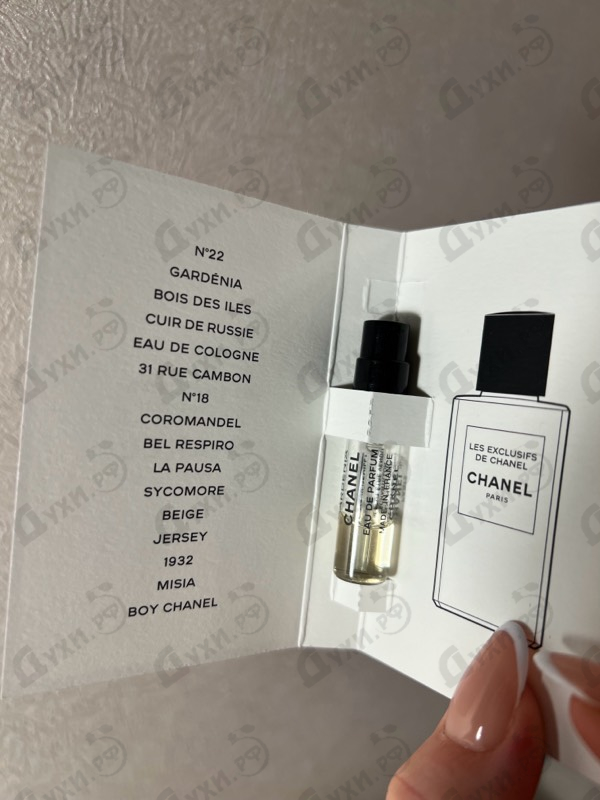 N°22
GARDÉNIA
BOIS DES ILES
CUIR DE RUSSIE
EAU DE COLOGNE
31 RUE CAMBON
N°18
COROMANDEL
BEL RESPIRO
LA PAUSA
SYCOMORE
BEIGE
JERSEY
1932
MISIA
BOY CHANEL
CHANEL
EAU DE PARFUM
MADE IN FRANCE
LES EXCLUSIFS
DE CHANEL
CHANEL
PARIS
Духи.РФ